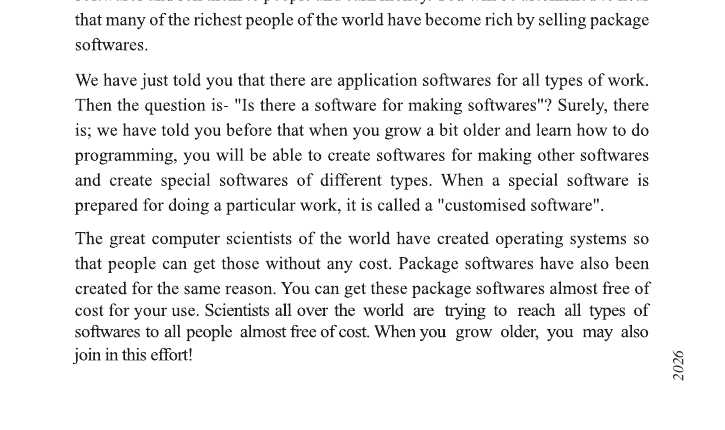 that many of the richest people of the world have become rich by selling package
softwares.
We have just told you that there are application softwares for all types of work.
Then the question is- "Is there a software for making softwares"? Surely, there
is; we have told you before that when you grow a bit older and learn how to do
programming, you will be able to create softwares for making other softwares
and create special softwares of different types. When a special software is
prepared for doing a particular work, it is called a "customised software".
The great computer scientists of the world have created operating systems so
that people can get those without any cost. Package softwares have also been
created for the same reason. You can get these package softwares almost free of
cost for your use. Scientists all over the world are trying to reach all types of
softwares to all people almost free of cost. When you grow older, you may also
join in this effort!
2026